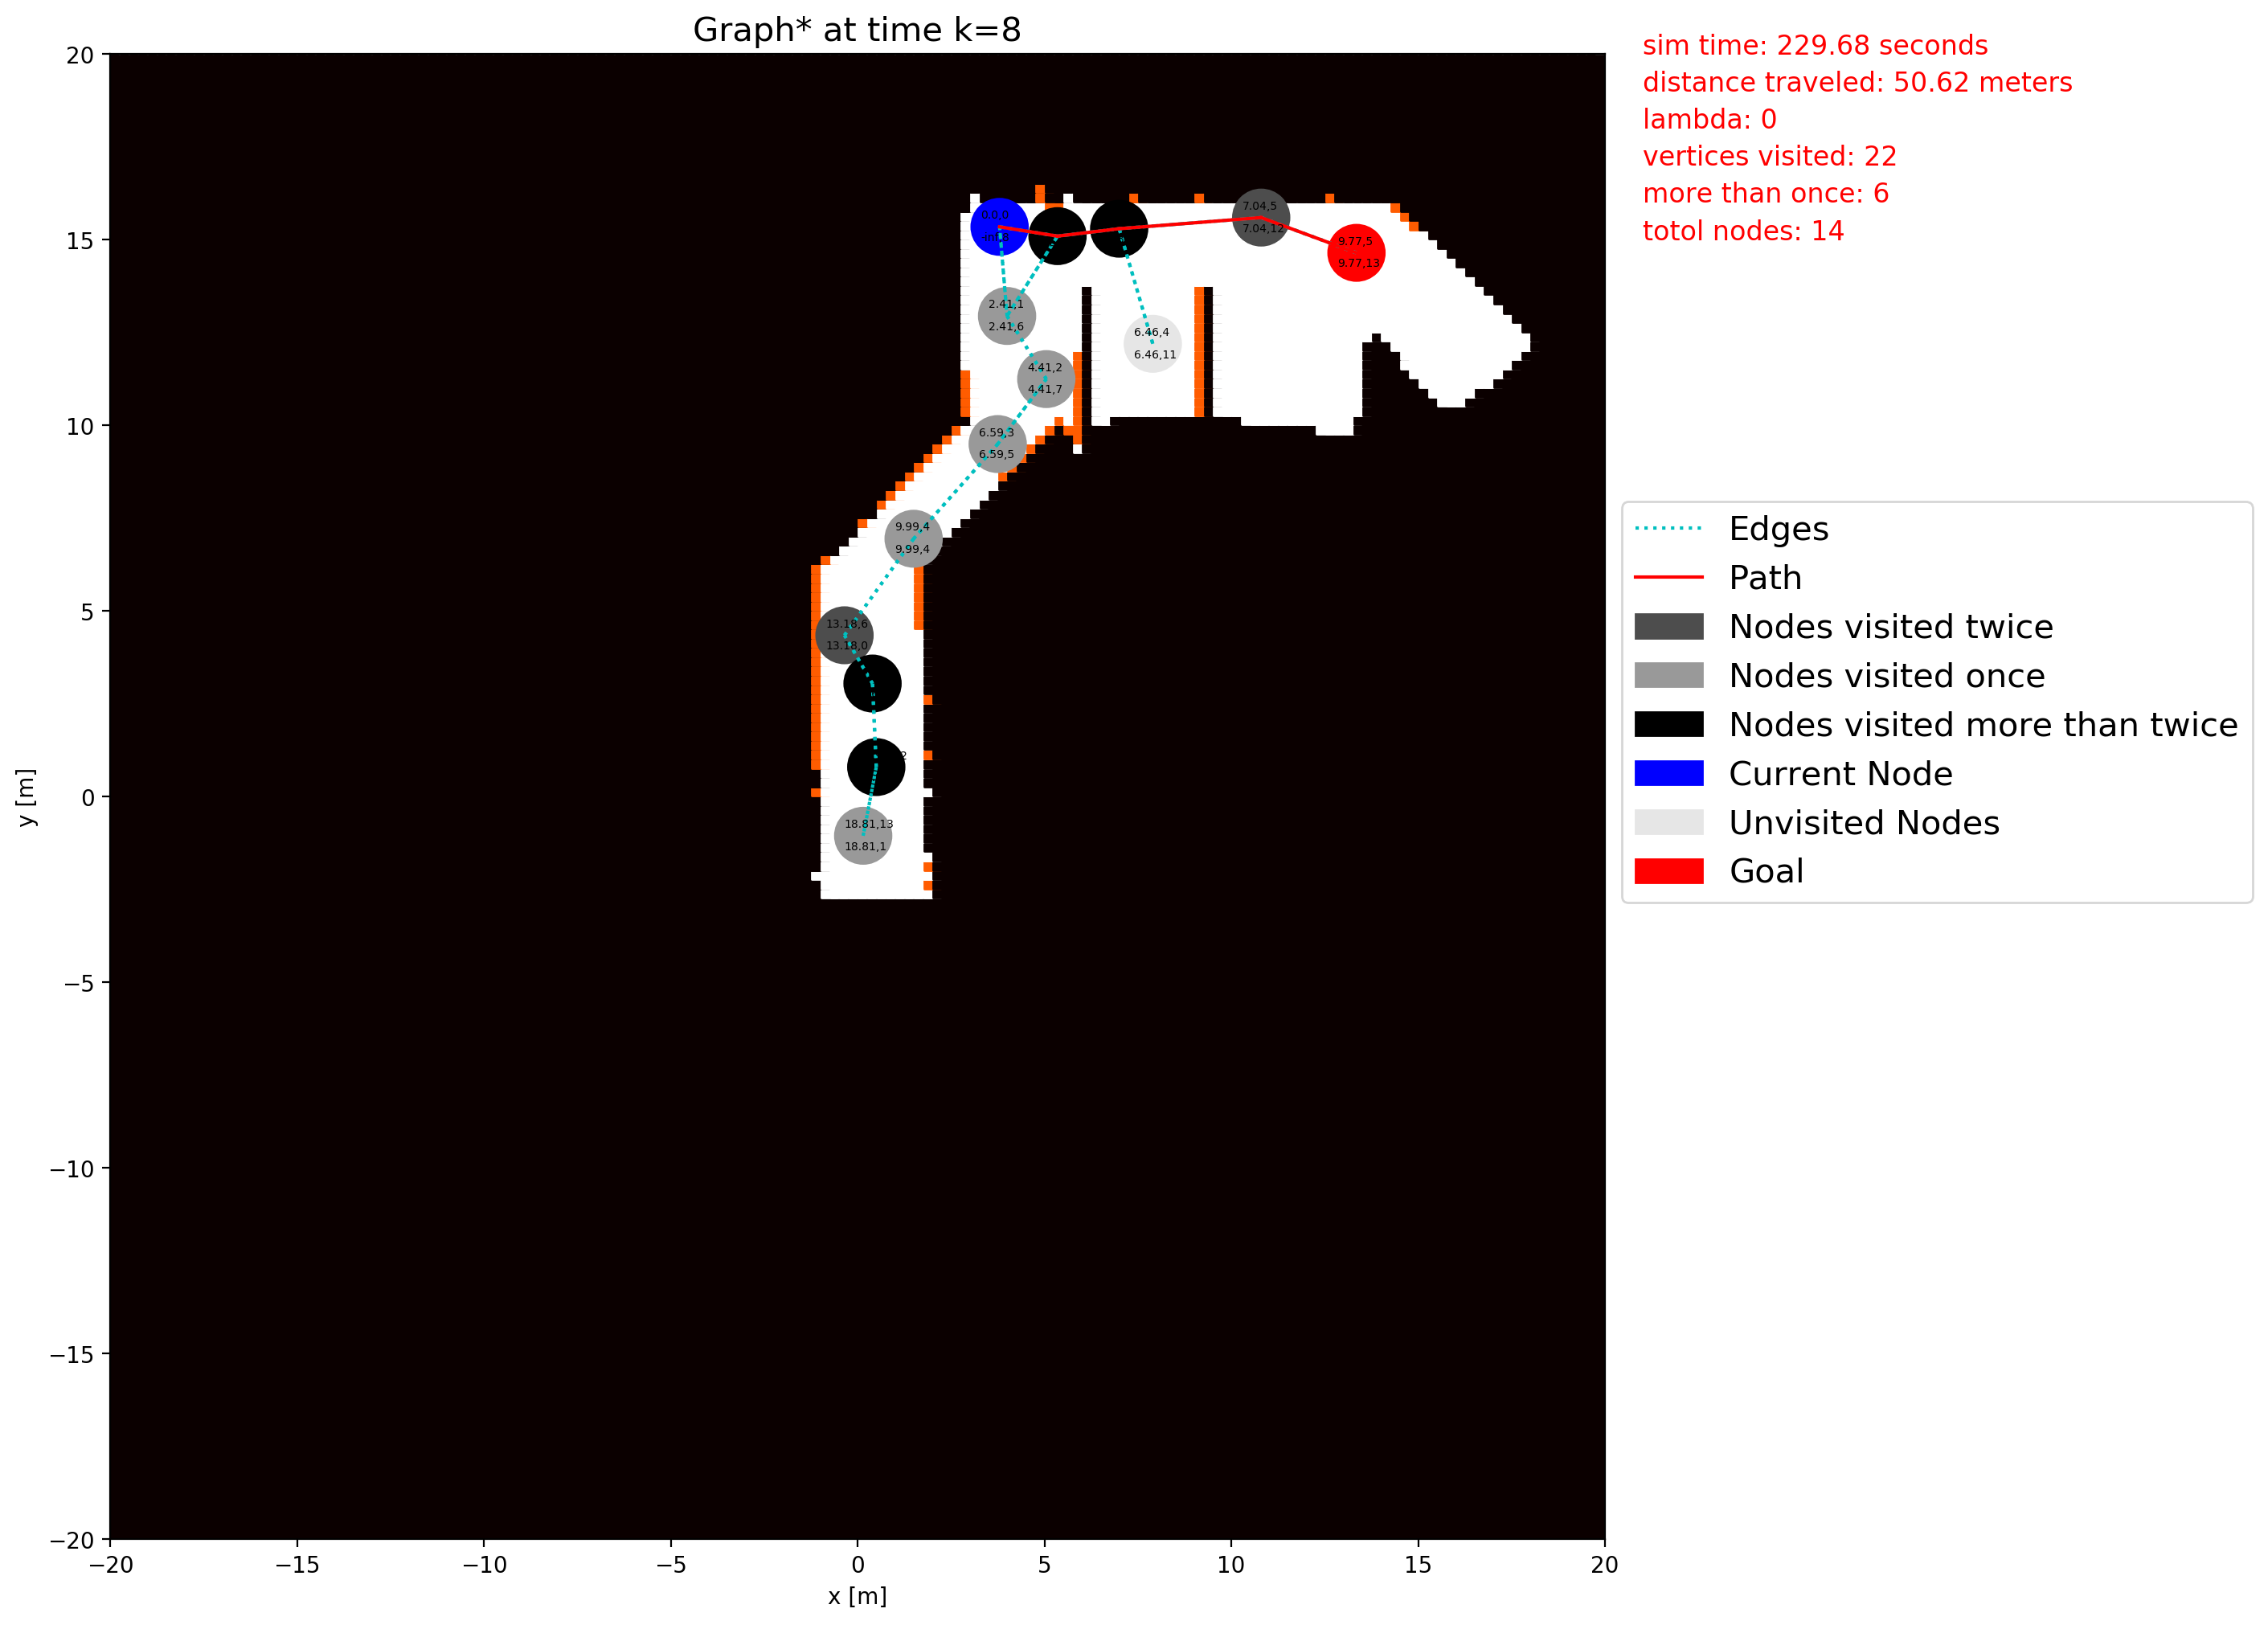 Graph* at time k=8
sim time: 229.68 seconds
distance traveled: 50.62 meters
lambda: 0
vertices visited: 22
more than once: 6
totol nodes: 14
20
15
10
5
0
−5
−10
−15
−20
y [m]
−20
−15
−10
−5
0
5
10
15
20
x [m]
0.0,0
7.04,5
7.04,12
9.77,5
9.77,13
2.41,1
2.41,6
6.46,4
6.46,11
4.41,2
4.41,7
6.59,3
6.59,5
9.99,4
9.99,4
13.18,6
13.18,0
18.81,13
18.81,1
Edges
Path
Nodes visited twice
Nodes visited once
Nodes visited more than twice
Current Node
Unvisited Nodes
Goal